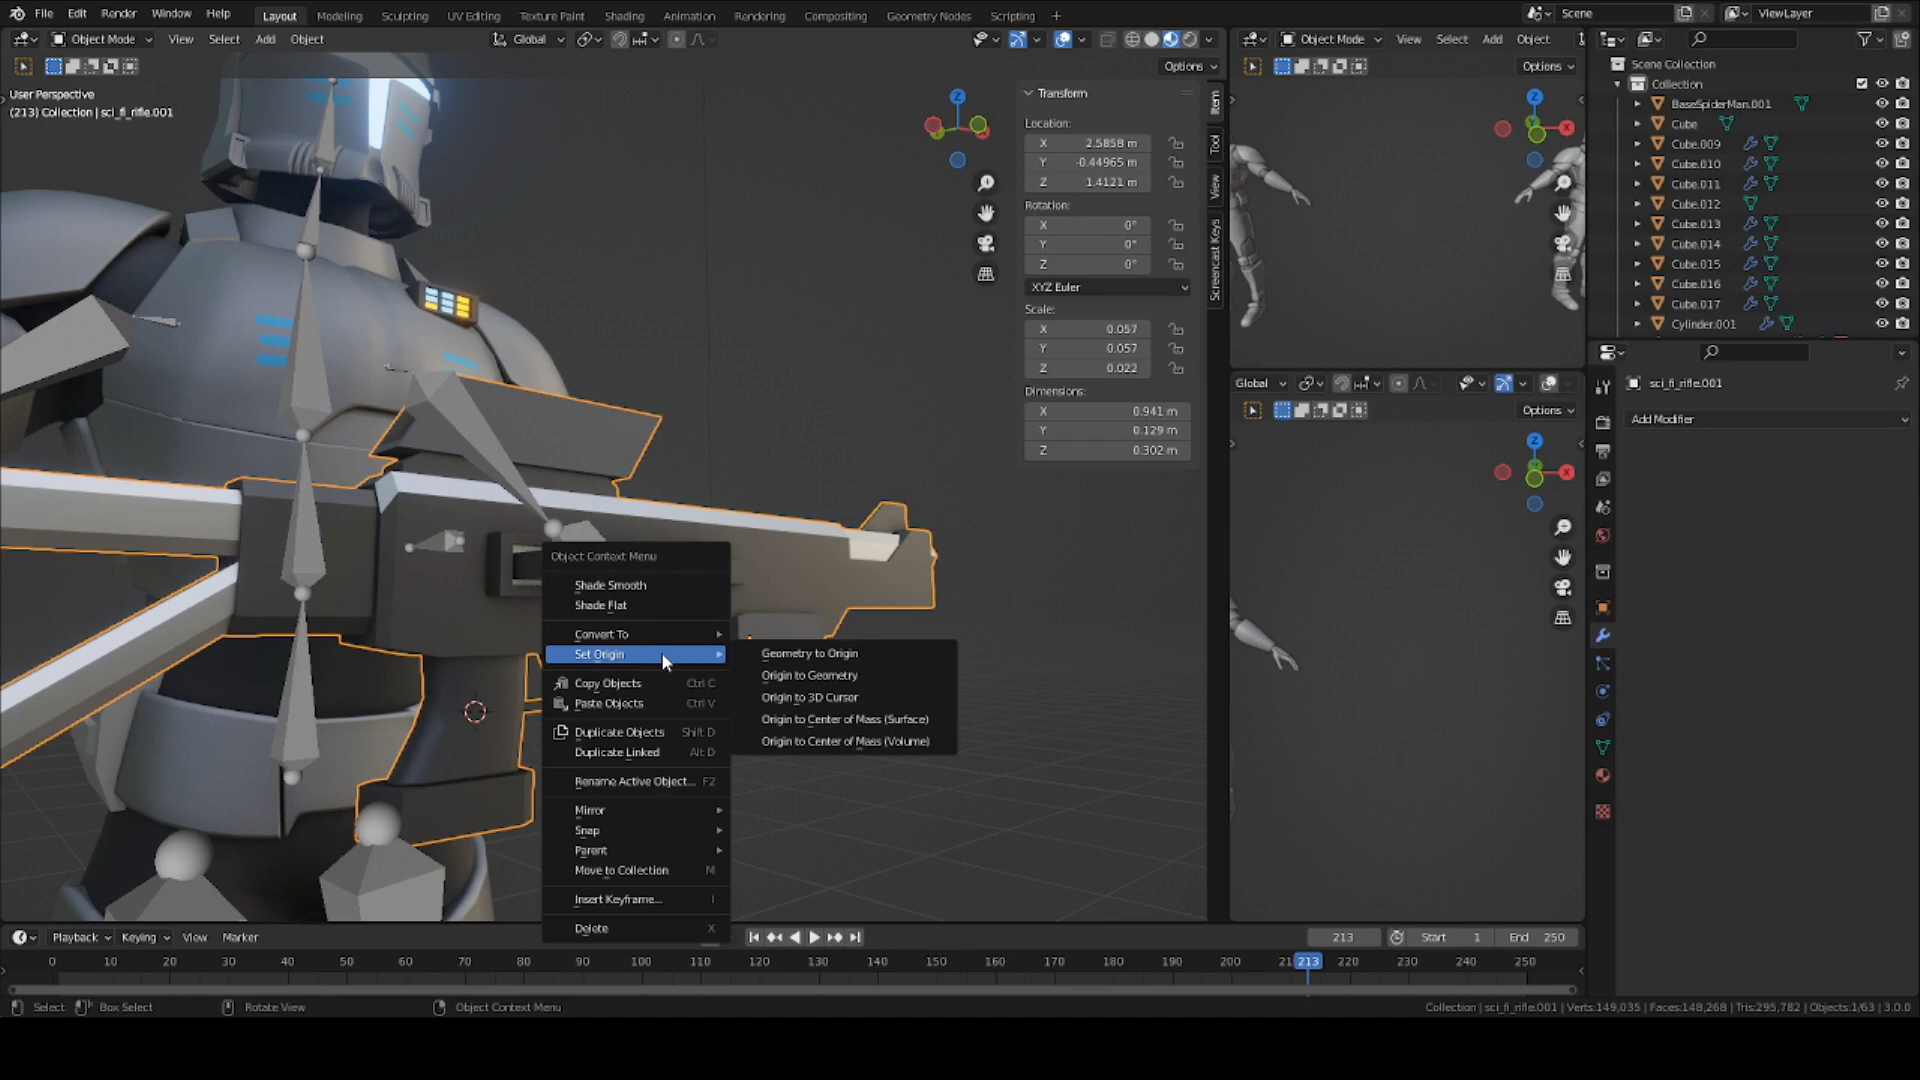 File Edit Render Window Help Layout Modeling Sculpting UV Editing Texture Paint Shading Animation Rendering Compositing Geometry Nodes Scripting + Scene ViewLayer
Object Mode View Select Add Object Global Object Mode View Select Add Object
Options Options
User Perspective
(213) Collection | sci_fi_rifle.001
Transform
Location:
X 2.5858 m
Y -0.44965 m
Z 1.4121 m
Rotation:
X 0°
Y 0°
Z 0°
XYZ Euler
Scale:
X 0.057
Y 0.057
Z 0.022
Dimensions:
X 0.941 m
Y 0.129 m
Z 0.302 m
Item
Tool
View
Screencast Keys
Z
Z
X
Scene Collection
Collection
BaseSpiderMan.001
Cube
Cube.009
Cube.010
Cube.011
Cube.012
Cube.013
Cube.014
Cube.015
Cube.016
Cube.017
Cylinder.001
Global
Options
Z
X
sci_fi_rifle.001
Add Modifier
Object Context Menu
Shade Smooth
Shade Flat
Convert To
Set Origin
Copy Objects Ctrl C
Paste Objects Ctrl V
Duplicate Objects Shift D
Duplicate Linked Alt D
Rename Active Object... F2
Mirror
Snap
Parent
Move to Collection M
Insert Keyframe... I
Delete X
Geometry to Origin
Origin to Geometry
Origin to 3D Cursor
Origin to Center of Mass (Surface)
Origin to Center of Mass (Volume)
Playback Keying View Marker 213 Start 1 End 250
0 10 20 30 40 50 60 70 80 90 100 110 120 130 140 150 160 170 180 190 200 21 213 220 230 240 250
Select Box Select Rotate View Object Context Menu Collection | sci_fi_rifle.001 | Verts:149,035 | Faces:148,268 | Tris:295,782 | Objects:1/63 | 3.0.0